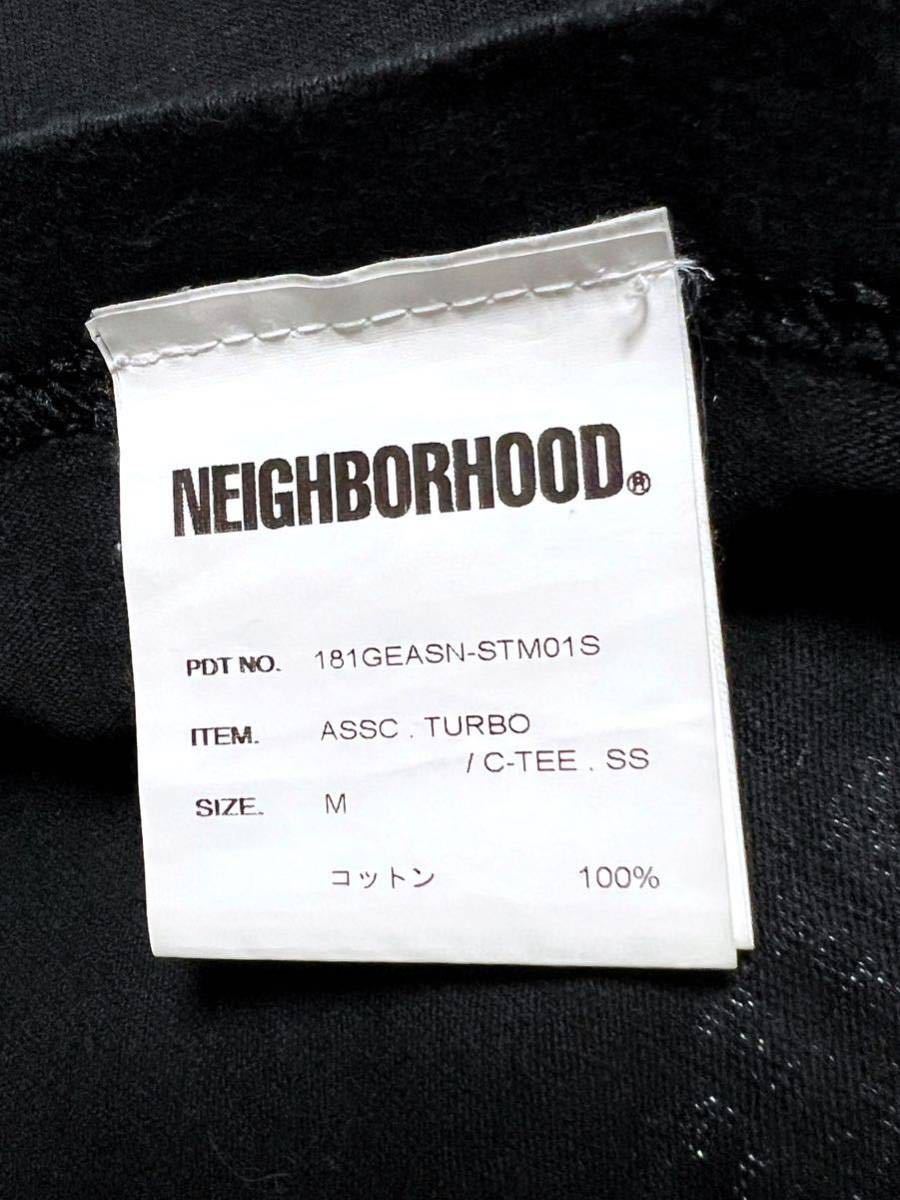 NEIGHBORHOOD®
PDT NO. 181GEASN-STM01S
ITEM. ASSC . TURBO
/ C-TEE . SS
SIZE. M
コットン 100%